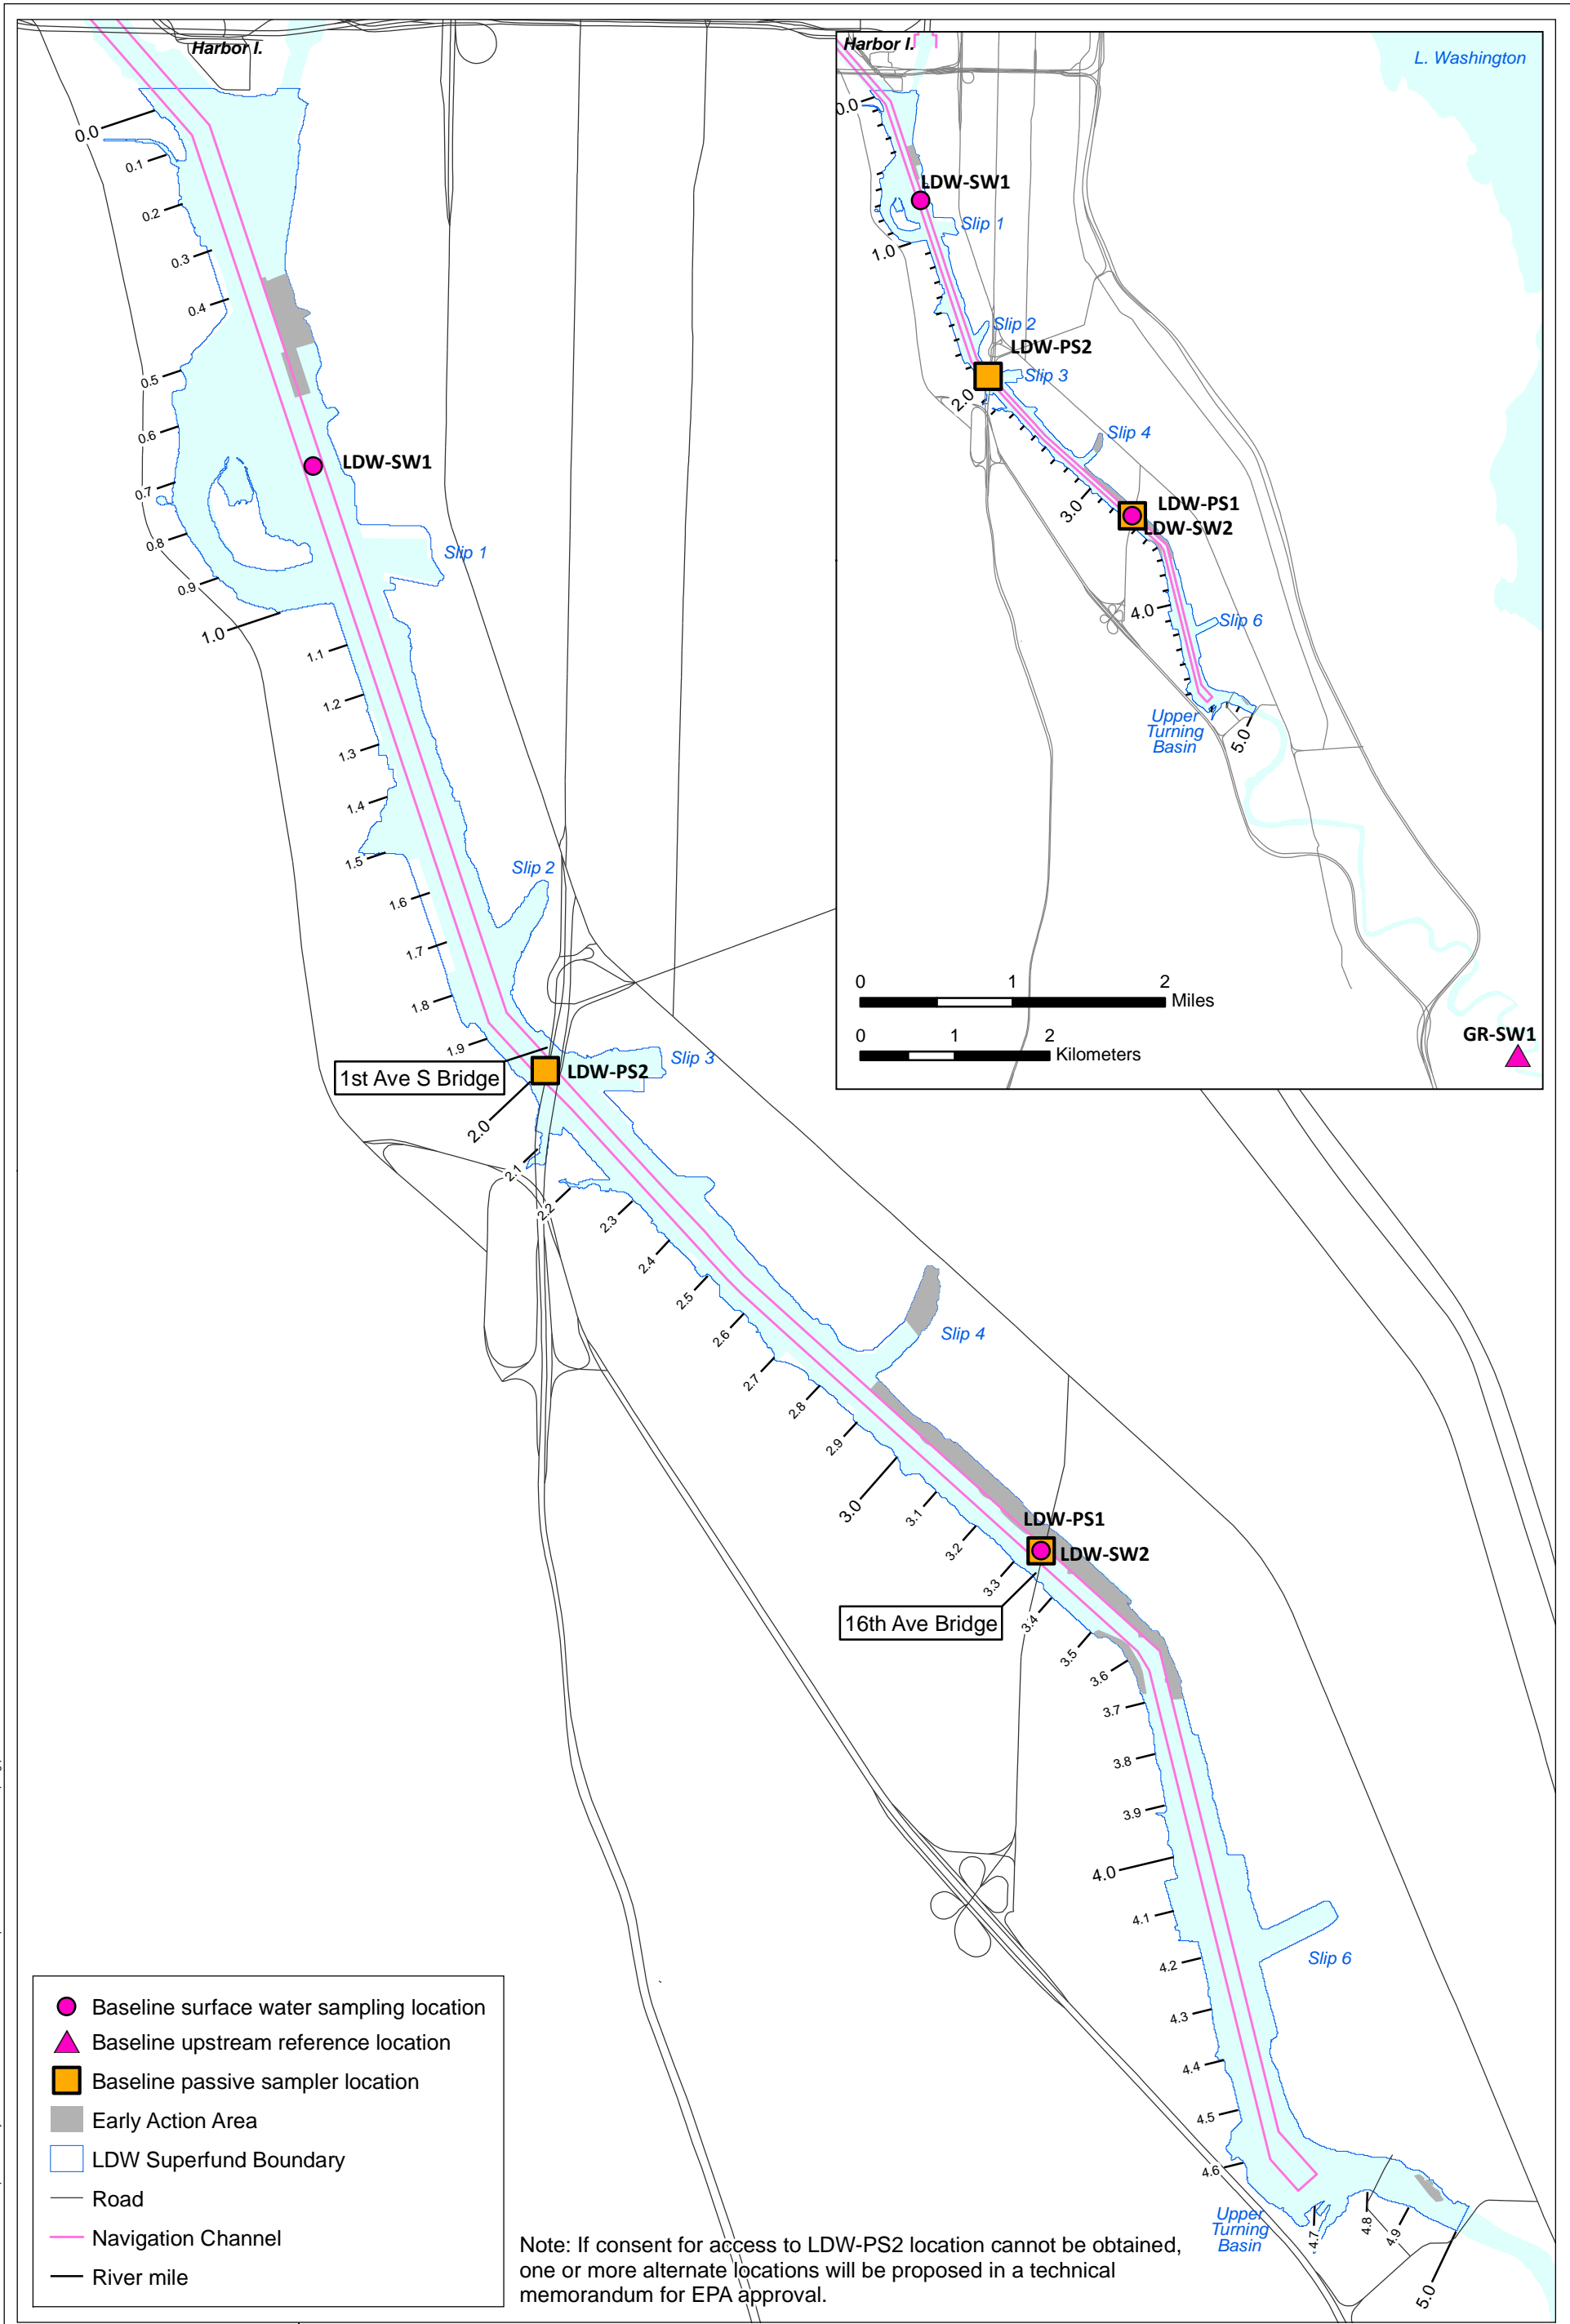 Harbor I.
0.0
0.1
0.2
0.3
0.4
0.5
0.6
0.7
0.8
0.9
1.0
1.1
1.2
1.3
1.4
1.5
1.6
1.7
1.8
1.9
2.0
2.1
2.2
2.3
2.4
2.5
2.6
2.7
2.8
2.9
3.0
3.1
3.2
3.3
3.4
3.5
3.6
3.7
3.8
3.9
4.0
4.1
4.2
4.3
4.4
4.5
4.6
4.7
4.8
4.9
5.0
LDW-SW1
Slip 1
Slip 2
1st Ave S Bridge
LDW-PS2
Slip 3
Slip 4
LDW-PS1
LDW-SW2
16th Ave Bridge
Slip 6
Upper
Turning
Basin
Harbor I.
L. Washington
0.0
LDW-SW1
Slip 1
1.0
Slip 2
LDW-PS2
Slip 3
2.0
Slip 4
3.0
LDW-PS1
LDW-SW2
4.0
Slip 6
Upper
Turning
Basin
5.0
0 1 2
Miles
0 1 2
Kilometers
GR-SW1
Baseline surface water sampling location
Baseline upstream reference location
Baseline passive sampler location
Early Action Area
LDW Superfund Boundary
Road
Navigation Channel
River mile
Note: If consent for access to LDW-PS2 location cannot be obtained,
one or more alternate locations will be proposed in a technical
memorandum for EPA approval.